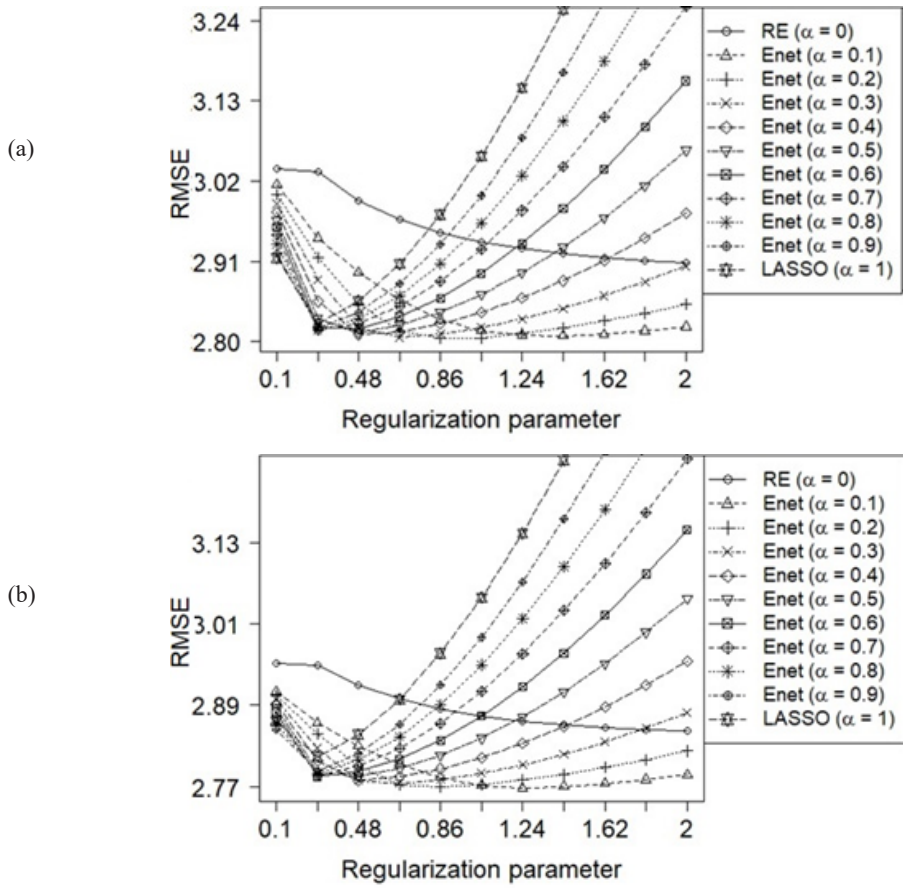 (a)
RMSE
3.24
3.13
3.02
2.91
2.80
0.1 0.48 0.86 1.24 1.62 2
Regularization parameter
RE (α = 0)
Enet (α = 0.1)
Enet (α = 0.2)
Enet (α = 0.3)
Enet (α = 0.4)
Enet (α = 0.5)
Enet (α = 0.6)
Enet (α = 0.7)
Enet (α = 0.8)
Enet (α = 0.9)
LASSO (α = 1)
(b)
RMSE
3.13
3.01
2.89
2.77
0.1 0.48 0.86 1.24 1.62 2
Regularization parameter
RE (α = 0)
Enet (α = 0.1)
Enet (α = 0.2)
Enet (α = 0.3)
Enet (α = 0.4)
Enet (α = 0.5)
Enet (α = 0.6)
Enet (α = 0.7)
Enet (α = 0.8)
Enet (α = 0.9)
LASSO (α = 1)